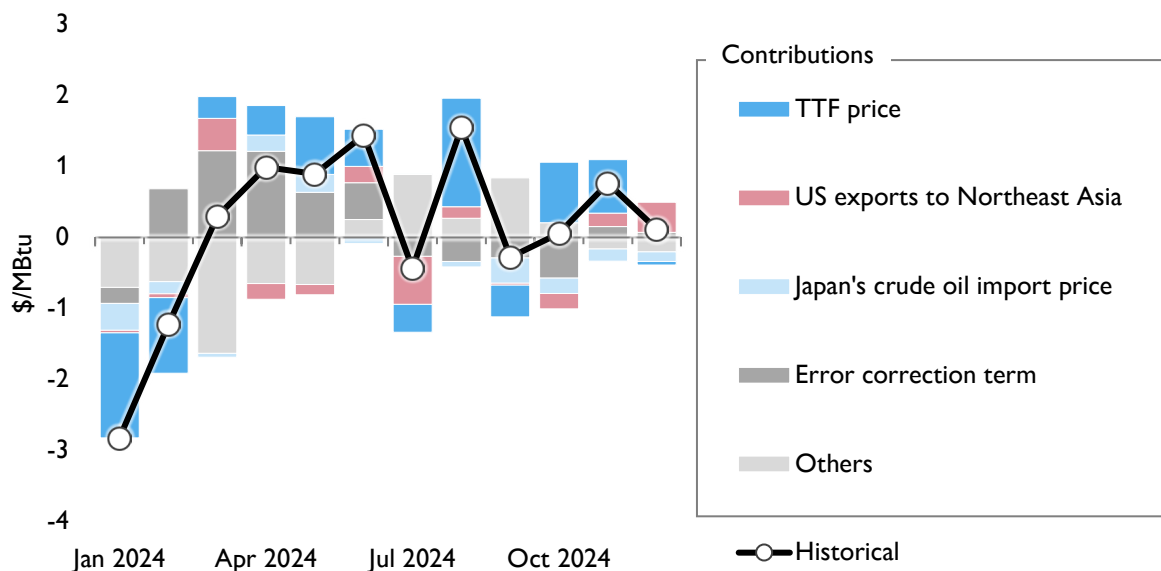 3
2
1
0
-1
-2
-3
-4
$/MBtu
Jan 2024
Apr 2024
Jul 2024
Oct 2024
Contributions
TTF price
US exports to Northeast Asia
Japan's crude oil import price
Error correction term
Others
Historical